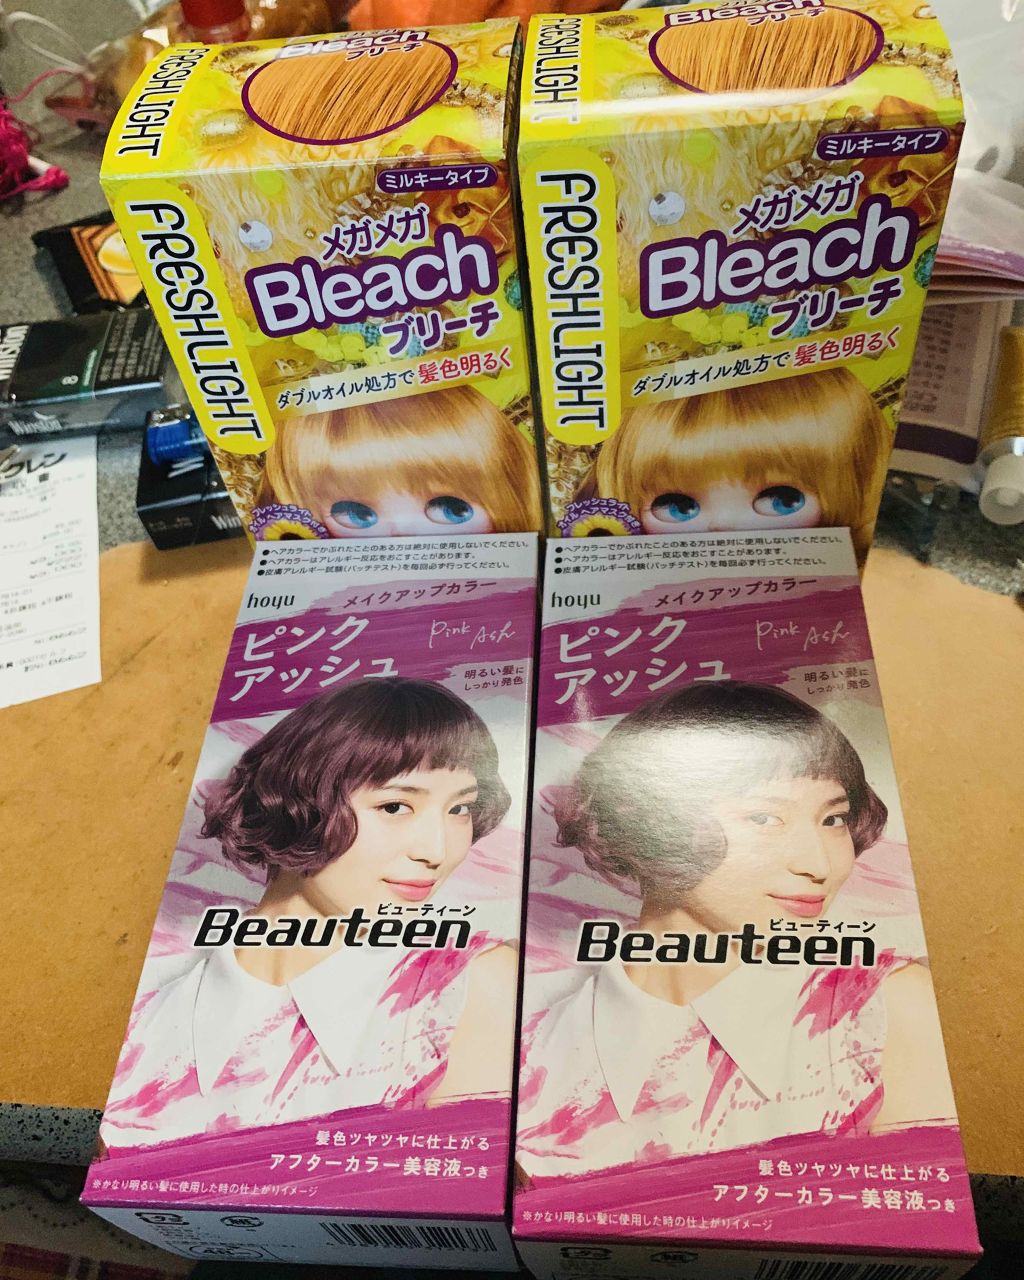 Bleach
ブリーチ
FRESHLIGHT
ミルキータイプ
FRESHLIGHT
メガメガ
Bleach
ブリーチ
ダブルオイル処方で髪色明るく
Bleach
ブリーチ
FRESHLIGHT
ミルキータイプ
FRESHLIGHT
メガメガ
Bleach
ブリーチ
ダブルオイル処方で髪色明るく
Winston
●ヘアカラーでかぶれたことのある方は絶対に使用しないでください。
●ヘアカラーはアレルギー反応をおこすことがあります。
●皮膚アレルギー試験(パッチテスト)を毎回必ず行ってください。
hoyu
メイクアップカラー
ピンク
アッシュ
Pink Ash
明るい髪に
しっかり発色
ビューティーン
Beauteen
髪色ツヤツヤに仕上がる
アフターカラー美容液つき
※かなり明るい髪に使用した時の仕上がりイメージ
●ヘアカラーでかぶれたことのある方は絶対に使用しないでください。
●ヘアカラーはアレルギー反応をおこすことがあります。
●皮膚アレルギー試験(パッチテスト)を毎回必ず行ってください。
hoyu
メイクアップカラー
ピンク
アッシュ
Pink Ash
明るい髪に
しっかり発色
ビューティーン
Beauteen
髪色ツヤツヤに仕上がる
アフターカラー美容液つき
※かなり明るい髪に使用した時の仕上がりイメージ